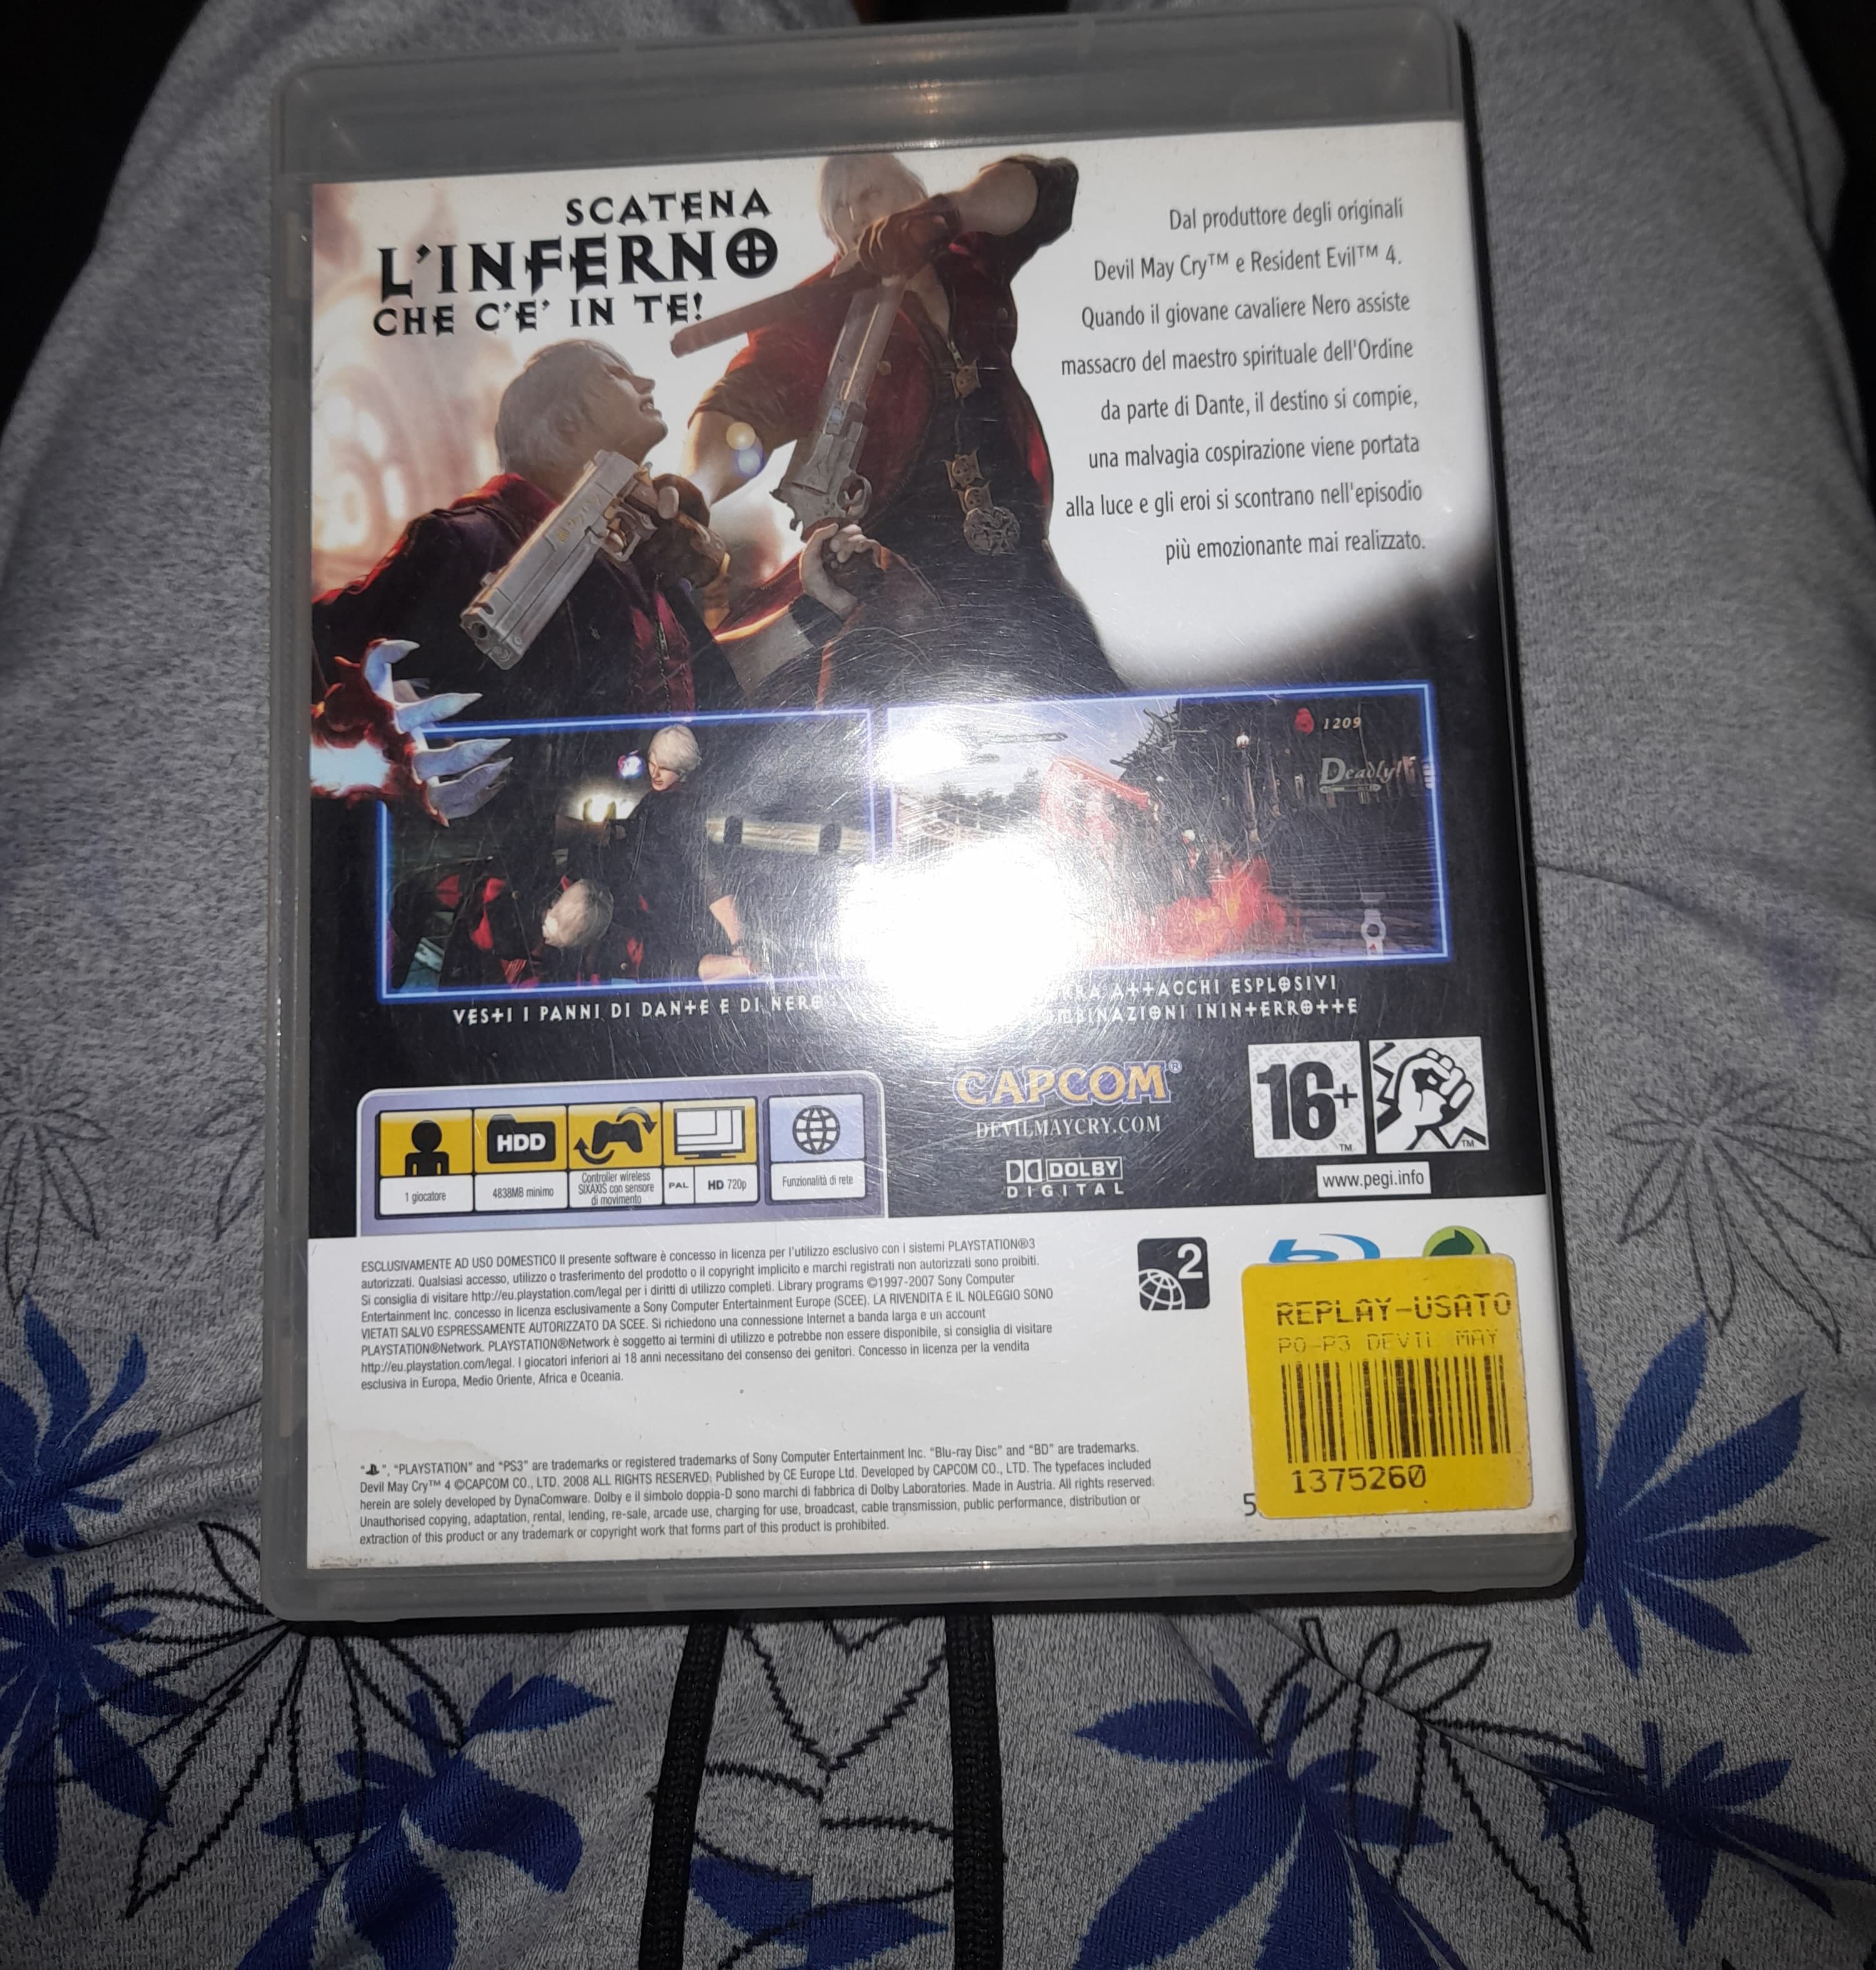 SCATENA
L'INFERNO
CHE C'E' IN TE!
Dal produttore degli originali
Devil May Cry™ e Resident Evil™ 4.
Quando il giovane cavaliere Nero assiste
massacro del maestro spirituale dell'Ordine
da parte di Dante, il destino si compie,
una malvagia cospirazione viene portata
alla luce e gli eroi si scontrano nell'episodio
più emozionante mai realizzato.
1209
Deadly!
VESTI I PANNI DI DANTE E DI NERO
ATTACCHI ESPLOSIVI
ININTERROTTE
CAPCOM®
DEVILMAYCRY.COM
DOLBY
DIGITAL
16+™
™
www.pegi.info
HDD
1 giocatore
4838MB minimo
Controller wireless
SIXAXIS con sensore
di movimento
PAL
HD 720p
Funzionalità di rete
ESCLUSIVAMENTE AD USO DOMESTICO Il presente software è concesso in licenza per l'utilizzo esclusivo con i sistemi PLAYSTATION®3
autorizzati. Qualsiasi accesso, utilizzo o trasferimento del prodotto o il copyright implicito e marchi registrati non autorizzati sono proibiti.
Si consiglia di visitare http://eu.playstation.com/legal per i diritti di utilizzo completi. Library programs ©1997-2007 Sony Computer
Entertainment Inc. concesso in licenza esclusivamente a Sony Computer Entertainment Europe (SCEE). LA RIVENDITA E IL NOLEGGIO SONO
VIETATI SALVO ESPRESSAMENTE AUTORIZZATO DA SCEE. Si richiedono una connessione Internet a banda larga e un account
PLAYSTATION®Network. PLAYSTATION®Network è soggetto ai termini di utilizzo e potrebbe non essere disponibile, si consiglia di visitare
http://eu.playstation.com/legal. I giocatori inferiori ai 18 anni necessitano del consenso dei genitori. Concesso in licenza per la vendita
esclusiva in Europa, Medio Oriente, Africa e Oceania.
2
REPLAY-USATO
PO-P3 DEVIL MAY
1375260
5
"", "PLAYSTATION" and "PS3" are trademarks or registered trademarks of Sony Computer Entertainment Inc. "Blu-ray Disc" and "BD" are trademarks.
Devil May Cry™ 4 ©CAPCOM CO., LTD. 2008 ALL RIGHTS RESERVED. Published by CE Europe Ltd. Developed by CAPCOM CO., LTD. The typefaces included
herein are solely developed by DynaComware. Dolby e il simbolo doppia-D sono marchi di fabbrica di Dolby Laboratories. Made in Austria. All rights reserved.
Unauthorised copying, adaptation, rental, lending, re-sale, arcade use, charging for use, broadcast, cable transmission, public performance, distribution or
extraction of this product or any trademark or copyright work that forms part of this product is prohibited.